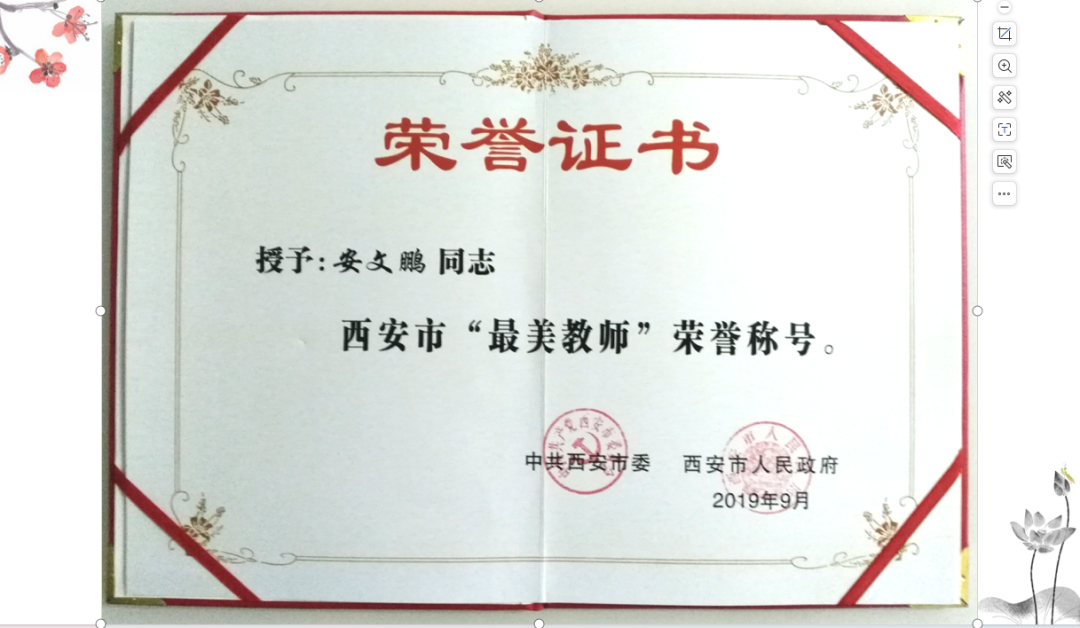 荣誉证书
授予：安文鹏 同志
西安市“最美教师”荣誉称号。
中共西安市委 西安市人民政府
2019年9月